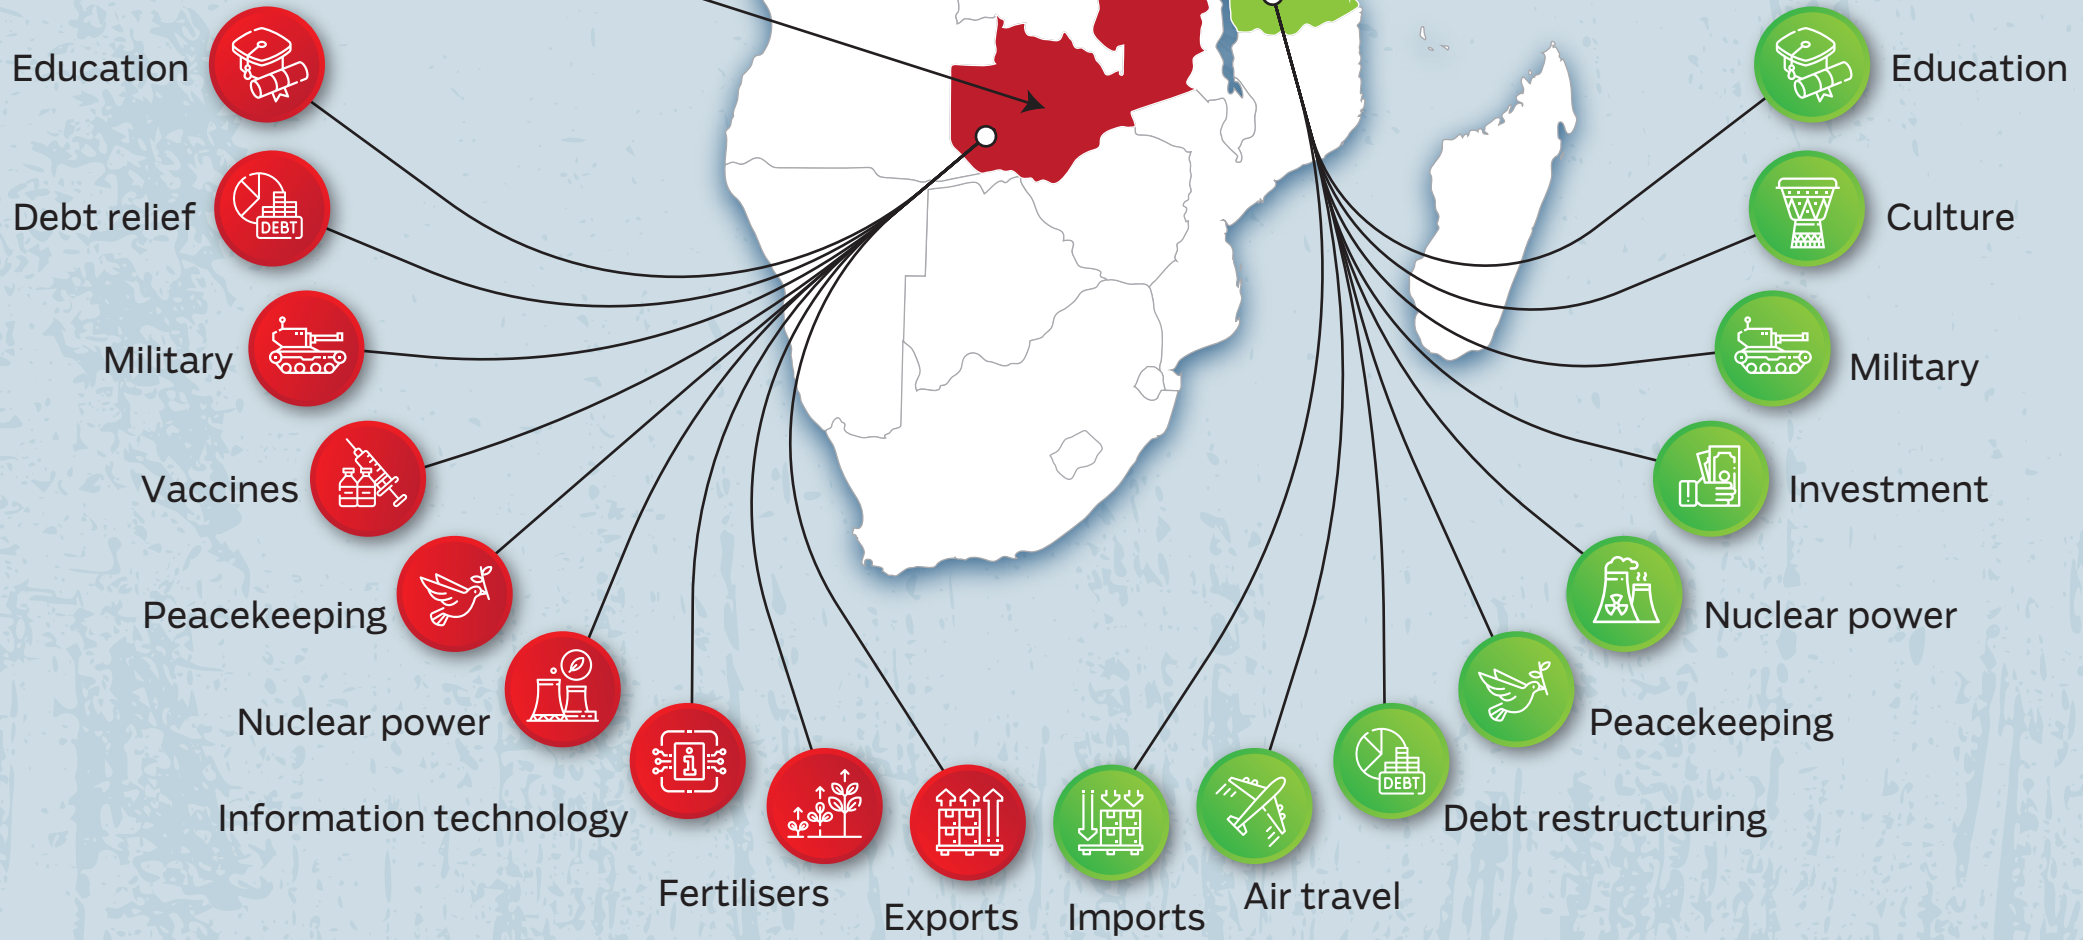 Education
Debt relief
DEBT
Military
Vaccines
Peacekeeping
Nuclear power
Information technology
i
Fertilisers
Exports
Imports
Air travel
Debt restructuring
DEBT
Peacekeeping
Nuclear power
Investment
Military
Culture
Education